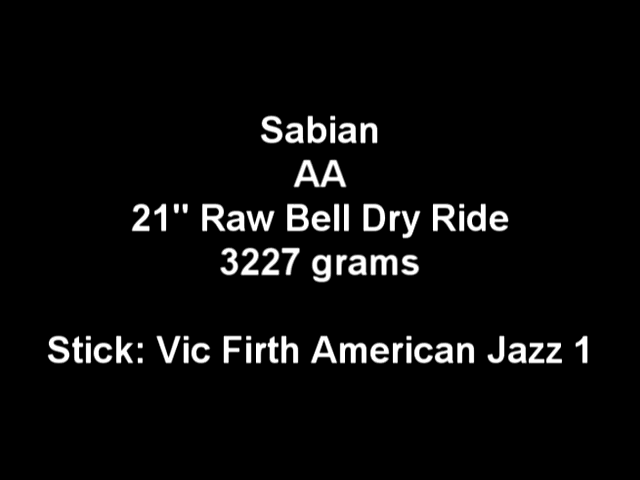 Sabian
AA
21" Raw Bell Dry Ride
3227 grams
Stick: Vic Firth American Jazz 1